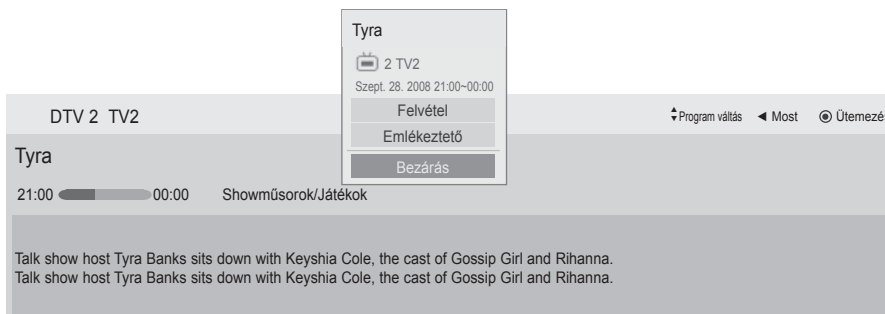 Tyra
2 TV2
Szept. 28. 2008 21:00~00:00
Felvétel
Emlékeztető
Bezárás
DTV 2 TV2
Program váltás ◄ Most ◉ Ütemezés
Tyra
21:00 00:00 Showműsorok/Játékok
Talk show host Tyra Banks sits down with Keyshia Cole, the cast of Gossip Girl and Rihanna.
Talk show host Tyra Banks sits down with Keyshia Cole, the cast of Gossip Girl and Rihanna.